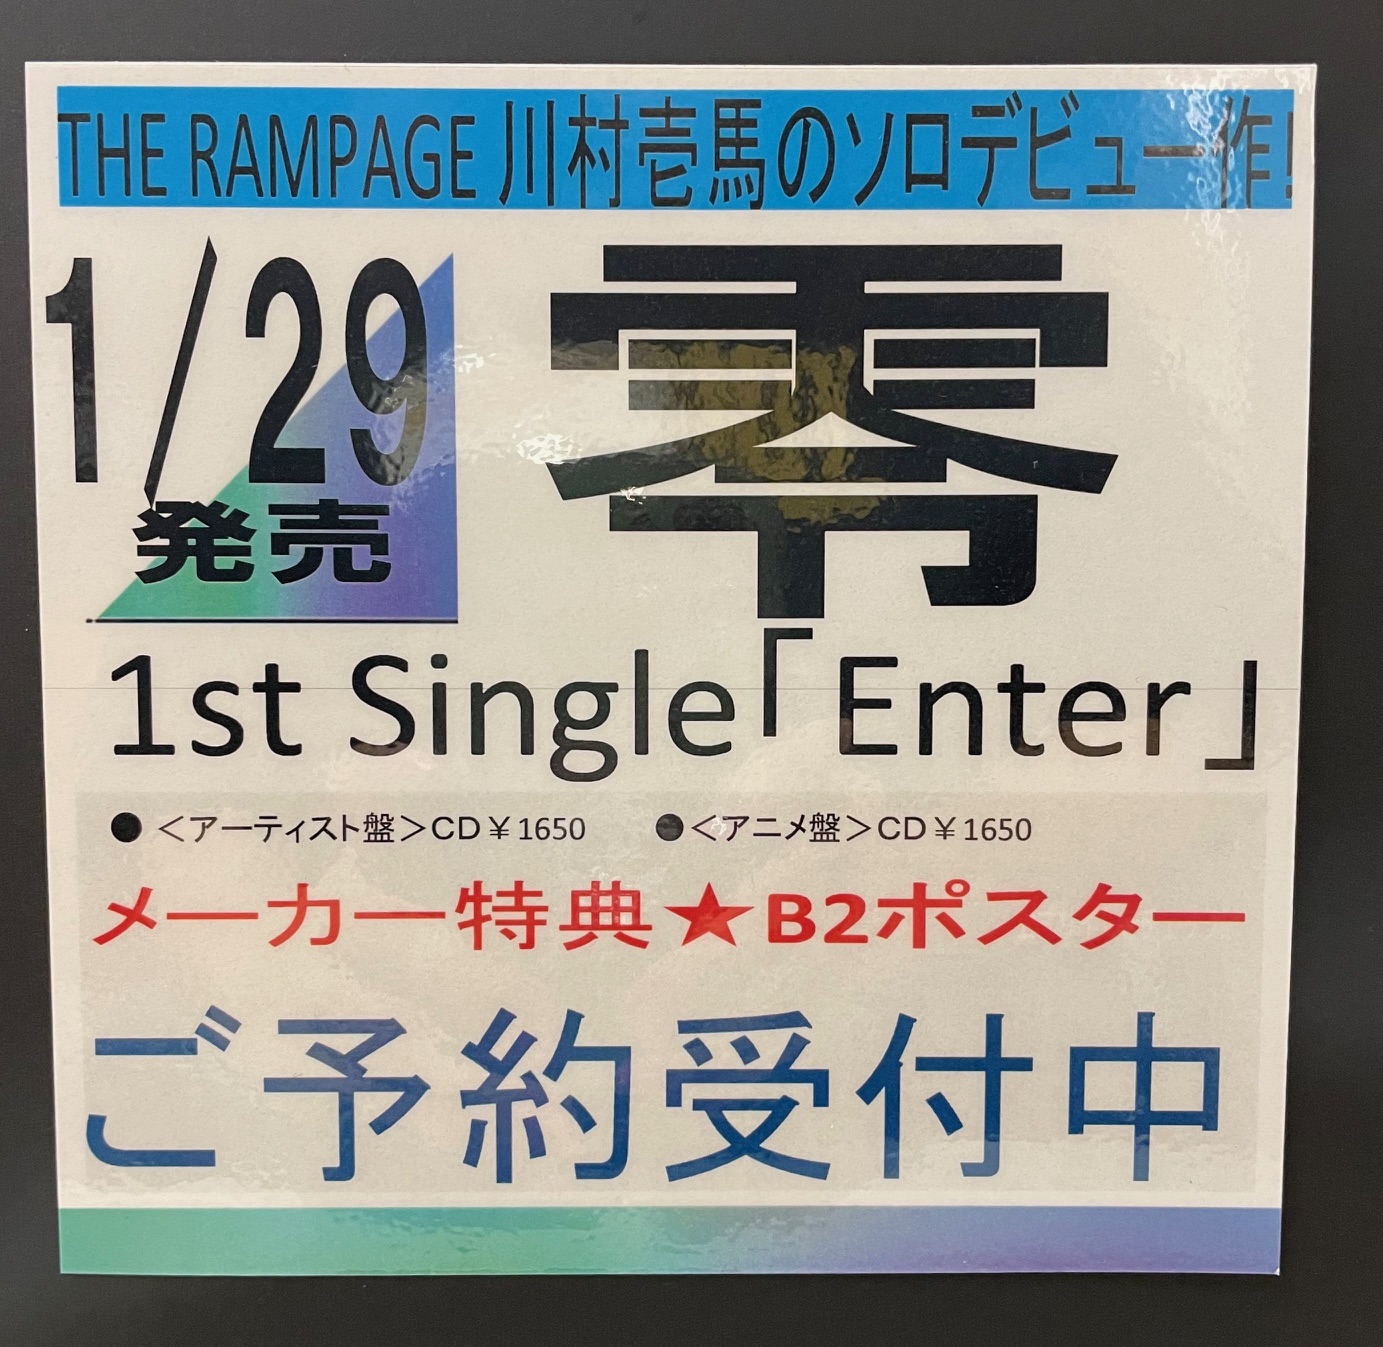 THE RAMPAGE 川村壱馬のソロデビュー作!
1/29
発売
零
1st Single「Enter」
●＜アーティスト盤＞CD￥1650 ●＜アニメ盤＞CD￥1650
メーカー特典★B2ポスター
ご予約受付中